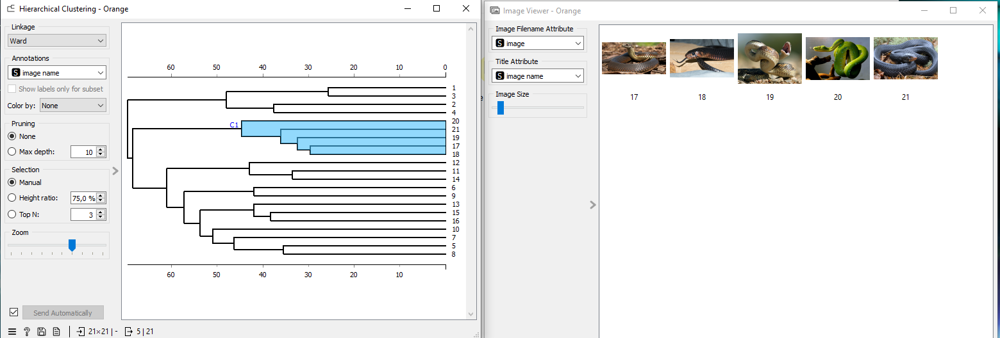 Hierarchical Clustering - Orange
Linkage
Ward
Annotations
S image name
Show labels only for subset
Color by: None
Pruning
None
Max depth: 10
Selection
Manual
Height ratio: 75,0 %
Top N: 3
Zoom
Send Automatically
21×21 | - 5 | 21
60 50 40 30 20 10 0
1
3
2
4
C1
20
21
19
17
18
12
11
14
6
9
13
15
16
10
7
5
8
60 50 40 30 20 10 0
Image Viewer - Orange
Image Filename Attribute
S image
Title Attribute
S image name
Image Size
17 18 19 20 21